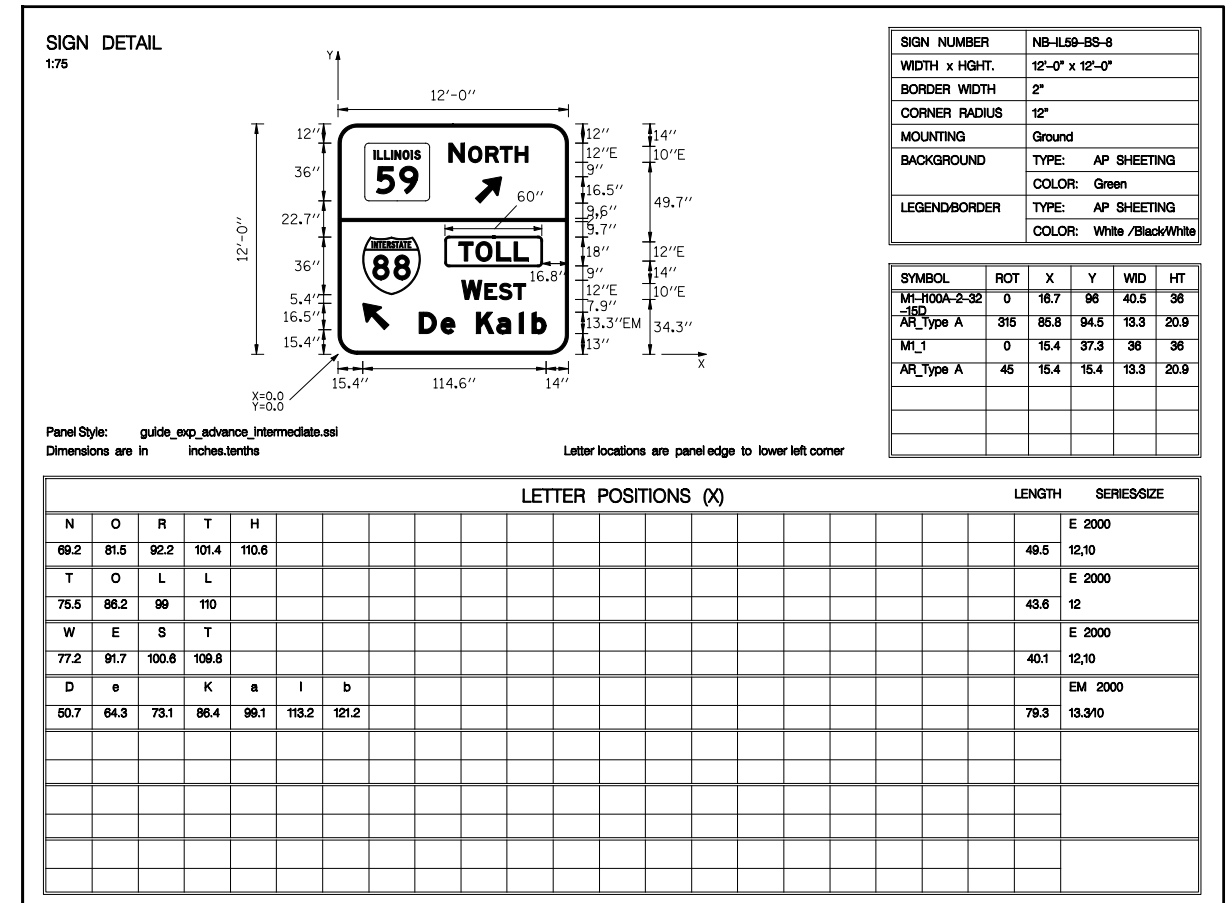 SIGN DETAIL
1:75
Y
12'-0''
12'-0''
12''
36''
22.7''
36''
5.4''
16.5''
15.4''
ILLINOIS
59
NORTH
60''
INTERSTATE
88
TOLL
16.8''
WEST
De Kalb
12''
12''E
9''
16.5''
9.6''
2''
9.7''
18''
9''
12''E
7.9''
13.3''EM
13''
14''
10''E
49.7''
12''E
14''
10''E
34.3''
X
15.4'' 114.6'' 14''
X=0.0
Y=0.0
Panel Style: guide_exp_advance_intermediate.ssi
Dimensions are in inches.tenths
Letter locations are panel edge to lower left corner
SIGN NUMBER NB-IL59-BS-8
WIDTH x HGHT. 12'-0" x 12'-0"
BORDER WIDTH 2"
CORNER RADIUS 12"
MOUNTING Ground
BACKGROUND TYPE: AP SHEETING
COLOR: Green
LEGEND/BORDER TYPE: AP SHEETING
COLOR: White /Black/White
SYMBOL ROT X Y WID HT
M1-I100A-2-32 0 16.7 96 40.5 36
-15D
AR_Type A 315 85.8 94.5 13.3 20.9
M1_1 0 15.4 37.3 36 36
AR_Type A 45 15.4 15.4 13.3 20.9
LETTER POSITIONS (X) LENGTH SERIES/SIZE
N O R T H E 2000
69.2 81.5 92.2 101.4 110.6 49.5 12,10
T O L L E 2000
75.5 86.2 99 110 43.6 12
W E S T E 2000
77.2 91.7 100.6 109.8 40.1 12,10
D e K a l b EM 2000
50.7 64.3 73.1 86.4 99.1 113.2 121.2 79.3 13.3/10